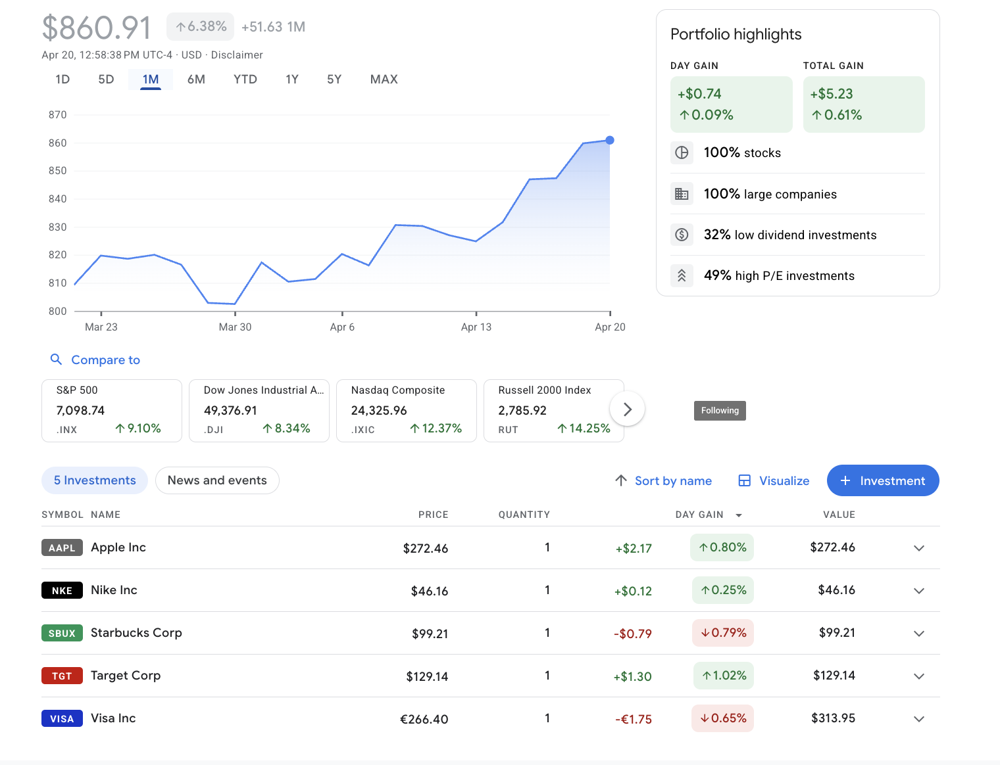 $860.91 ↑6.38% +51.63 1M
Apr 20, 12:58:38 PM UTC-4 · USD · Disclaimer
1D 5D 1M 6M YTD 1Y 5Y MAX
870
860
850
840
830
820
810
800
Mar 23 Mar 30 Apr 6 Apr 13 Apr 20
Portfolio highlights
DAY GAIN TOTAL GAIN
+$0.74 +$5.23
↑0.09% ↑0.61%
100% stocks
100% large companies
32% low dividend investments
49% high P/E investments
Compare to
S&P 500
7,098.74
.INX ↑9.10%
Dow Jones Industrial A...
49,376.91
.DJI ↑8.34%
Nasdaq Composite
24,325.96
.IXIC ↑12.37%
Russell 2000 Index
2,785.92
RUT ↑14.25%
Following
5 Investments News and events Sort by name Visualize + Investment
SYMBOL NAME PRICE QUANTITY DAY GAIN VALUE
AAPL Apple Inc $272.46 1 +$2.17 ↑0.80% $272.46
NKE Nike Inc $46.16 1 +$0.12 ↑0.25% $46.16
SBUX Starbucks Corp $99.21 1 -$0.79 ↓0.79% $99.21
TGT Target Corp $129.14 1 +$1.30 ↑1.02% $129.14
VISA Visa Inc €266.40 1 -€1.75 ↓0.65% $313.95